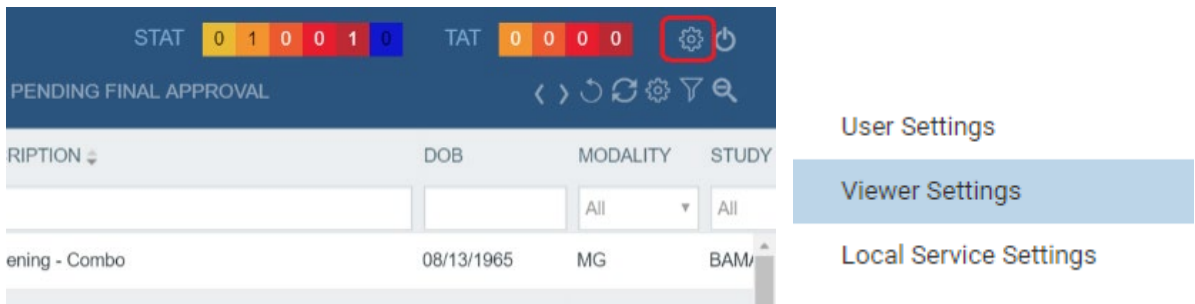 STAT 0 1 0 0 1 0 TAT 0 0 0 0
PENDING FINAL APPROVAL
RIPTION DOB MODALITY STUDY
All All
ening - Combo 08/13/1965 MG BAMA
User Settings
Viewer Settings
Local Service Settings